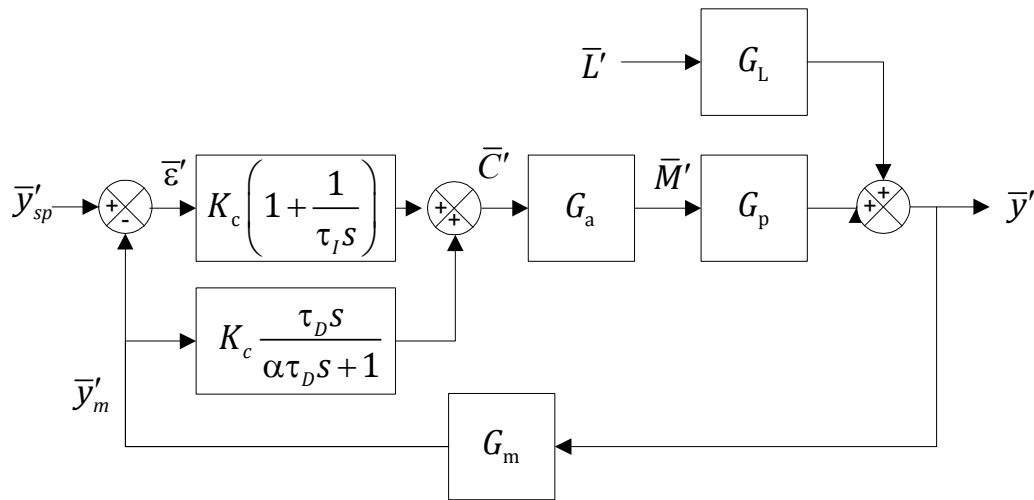 L̅′
G_L
y̅′_sp
+
-
ε̅′
K_c(1 + 1/(τ_I s))
+
+
C̅′
G_a
M̅′
G_p
+
+
y̅′
K_c τ_D s/(ατ_D s + 1)
y̅′_m
G_m